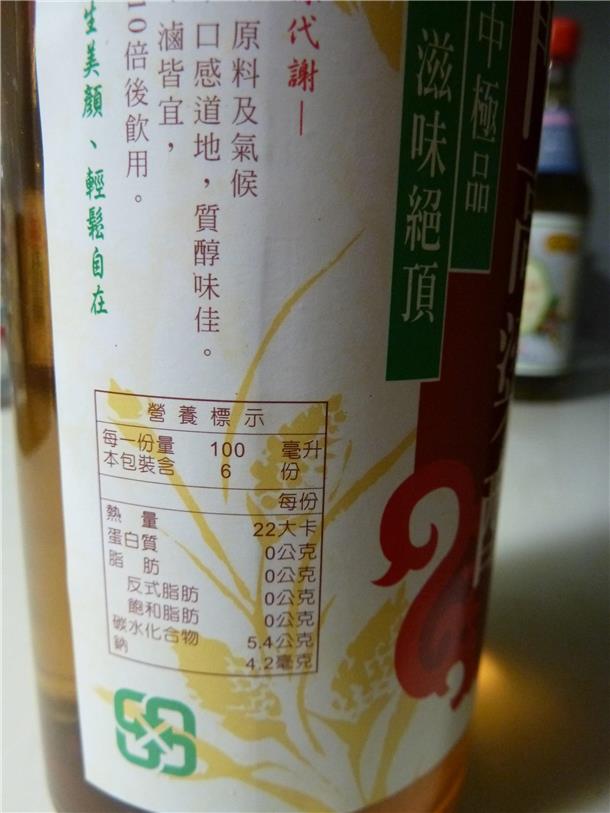 中極品
滋味絕頂
代謝—
原料及氣候
口感道地，質醇味佳。
滷皆宜，
10倍後飲用。
生美顏、輕鬆自在
營養標示
每一份量 100 毫升
本包裝含 6 份
每份
熱量 22大卡
蛋白質 0公克
脂肪 0公克
反式脂肪 0公克
飽和脂肪 0公克
碳水化合物 5.4公克
鈉 4.2毫克